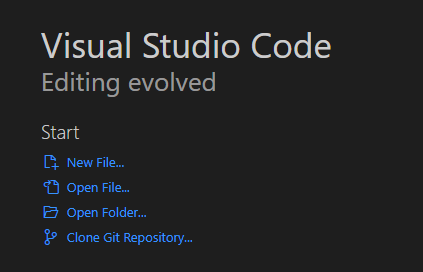 Visual Studio Code
Editing evolved
Start
New File...
Open File...
Open Folder...
Clone Git Repository...